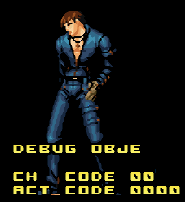 DEBUG OBJE
CH CODE 00
ACT_CODE 0000